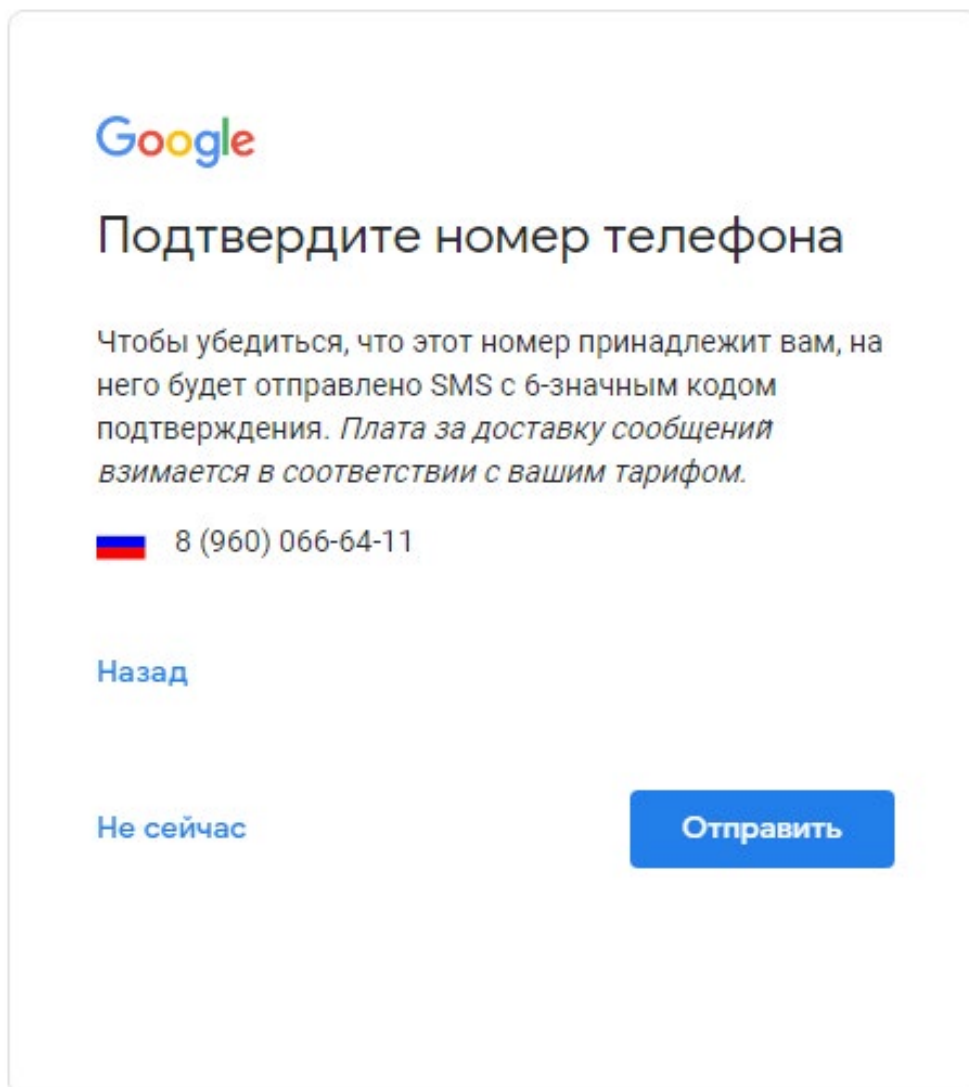 Google
Подтвердите номер телефона
Чтобы убедиться, что этот номер принадлежит вам, на
него будет отправлено SMS с 6-значным кодом
подтверждения. Плата за доставку сообщений
взимается в соответствии с вашим тарифом.
8 (960) 066-64-11
Назад
Не сейчас
Отправить